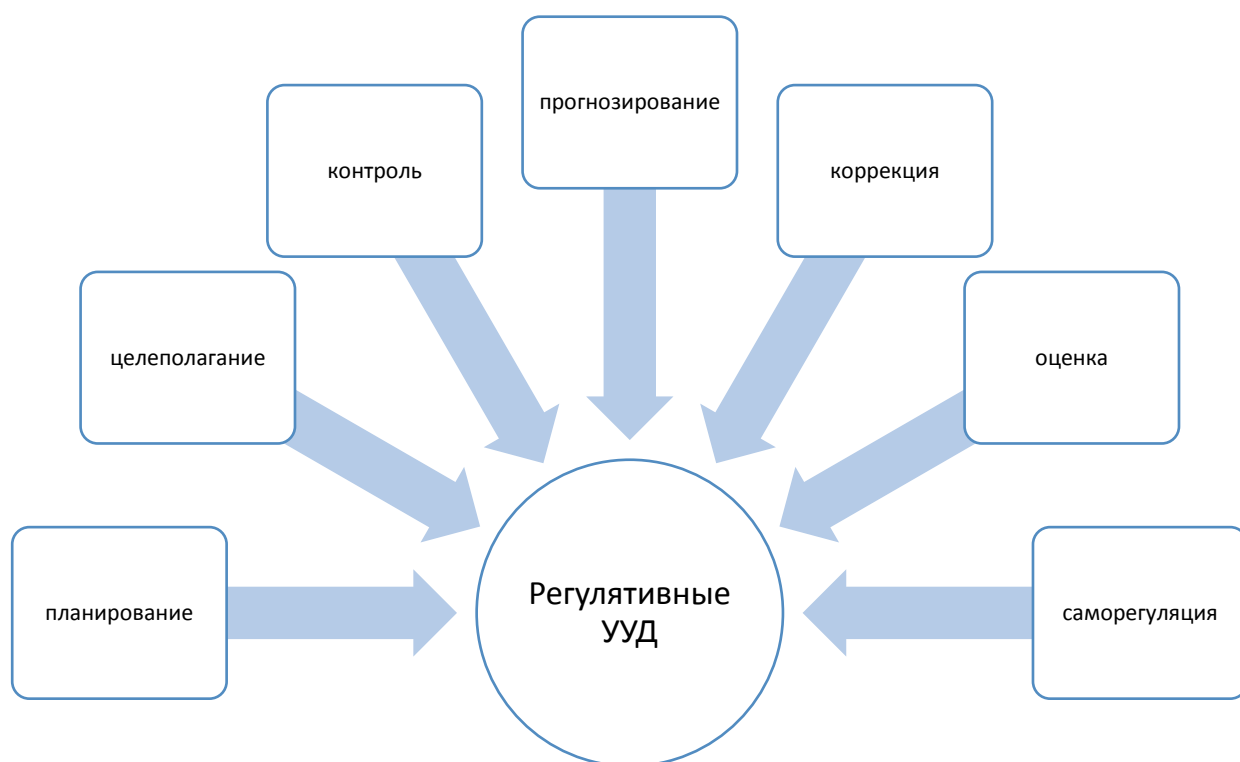 прогнозирование
контроль
коррекция
целеполагание
оценка
планирование
Регулятивные
УУД
саморегуляция